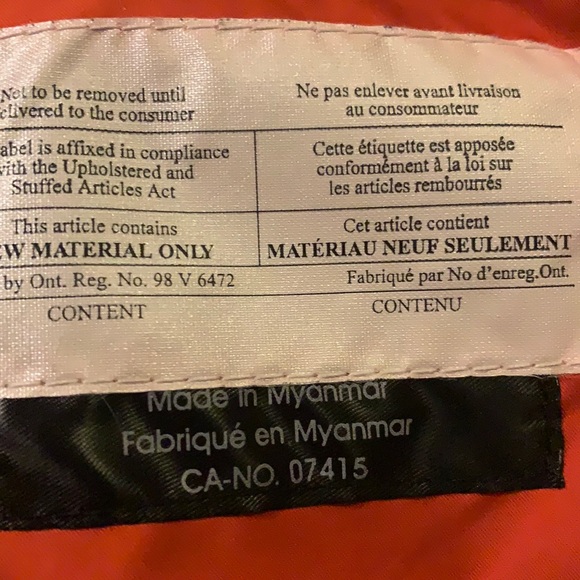 Not to be removed until
delivered to the consumer
Ne pas enlever avant livraison
au consommateur
label is affixed in compliance
with the Upholstered and
Stuffed Articles Act
Cette étiquette est apposée
conformément à la loi sur
les articles rembourrés
This article contains
NEW MATERIAL ONLY
Cet article contient
MATÉRIAU NEUF SEULEMENT
by Ont. Reg. No. 98 V 6472
Fabriqué par No d'enreg.Ont.
CONTENT
CONTENU
Made in Myanmar
Fabriqué en Myanmar
CA-NO. 07415